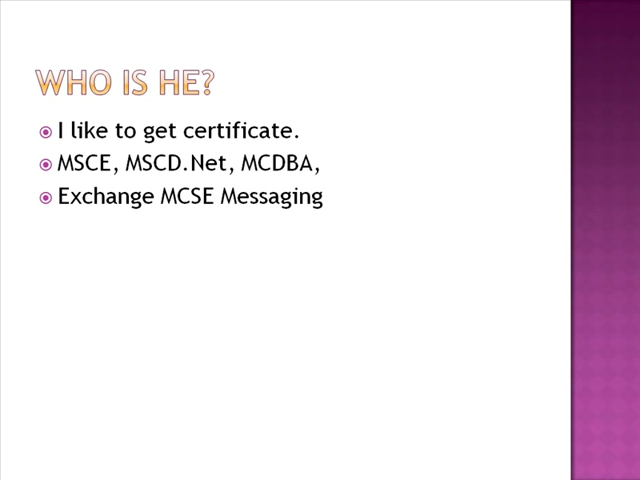 WHO IS HE?
I like to get certificate.
MSCE, MSCD.Net, MCDBA,
Exchange MCSE Messaging